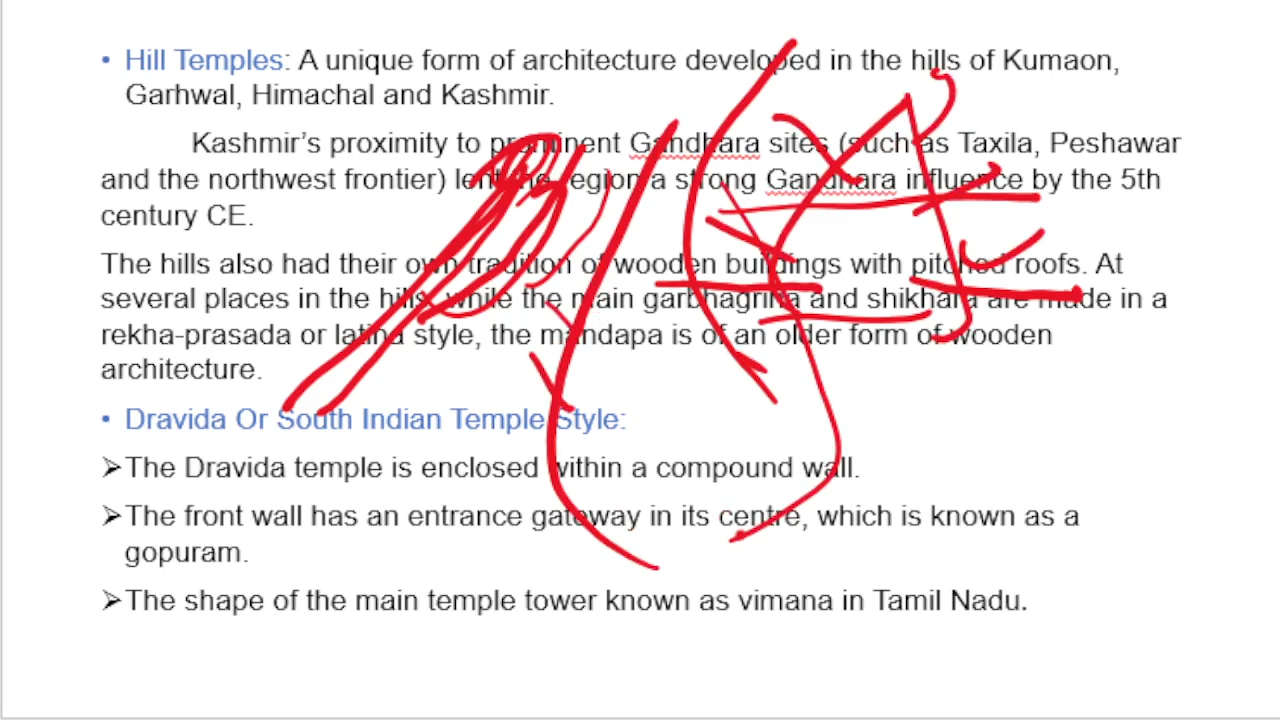 • Hill Temples: A unique form of architecture developed in the hills of Kumaon,
Garhwal, Himachal and Kashmir.
Kashmir's proximity to prominent Gandhara sites (such as Taxila, Peshawar
and the northwest frontier) lent the region a strong Gandhara influence by the 5th
century CE.
The hills also had their own tradition of wooden buildings with pitched roofs. At
several places in the hills, while the main garbhagriha and shikhara are made in a
rekha-prasada or latina style, the mandapa is of an older form of wooden
architecture.
• Dravida Or South Indian Temple Style:
➢The Dravida temple is enclosed within a compound wall.
➢The front wall has an entrance gateway in its centre, which is known as a
gopuram.
➢The shape of the main temple tower known as vimana in Tamil Nadu.